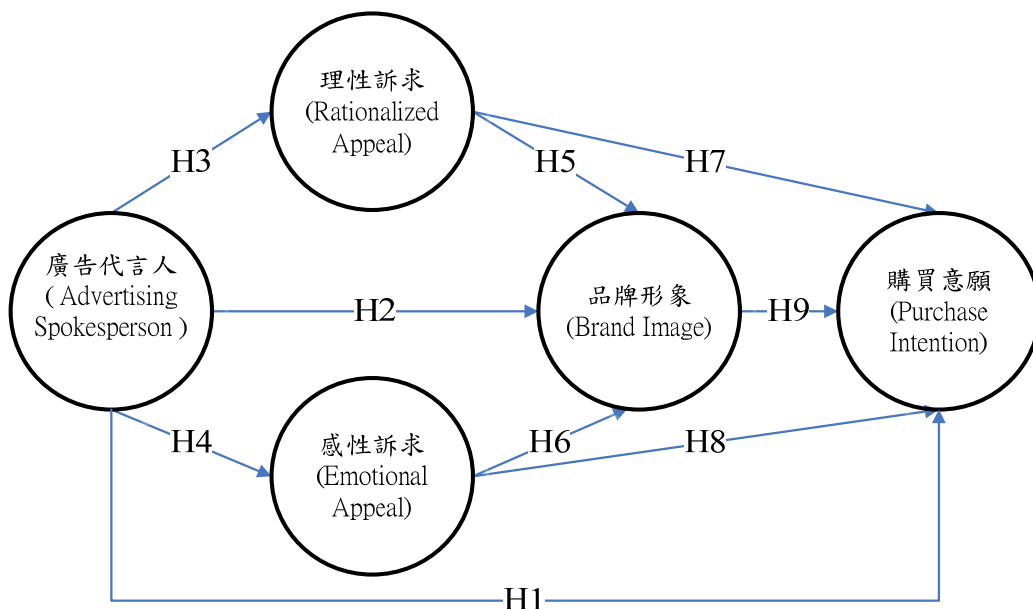 理性訴求
(Rationalized
Appeal)
H3
H5
H7
廣告代言人
( Advertising
Spokesperson )
H2
品牌形象
(Brand Image)
H9
購買意願
(Purchase
Intention)
H4
感性訴求
(Emotional
Appeal)
H6
H8
H1